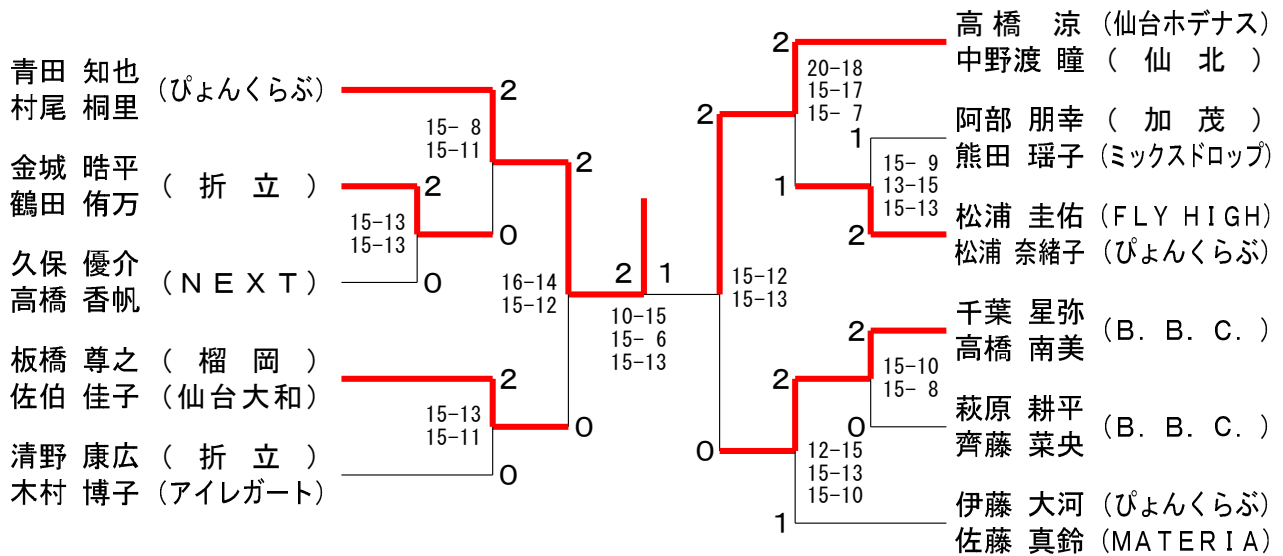 青田 知也
村尾 桐里
(ぴょんくらぶ)
金城 晧平
鶴田 侑万
( 折 立 )
久保 優介
高橋 香帆
(ＮＥＸＴ)
板橋 尊之 ( 榴 岡 )
佐伯 佳子 (仙台大和)
清野 康広 ( 折 立 )
木村 博子 (アイレガート)
2
15- 8
15-11
0
2
15-13
15-13
0
2
16-14
15-12
0
2
15-13
15-11
0
2 1
10-15
15- 6
15-13
2
15-12
15-13
0
2
20-18
15-17
15- 7
1
1
15- 9
13-15
15-13
2
2
15-10
15- 8
0
2
12-15
15-13
15-10
1
高橋 涼 (仙台ホデナス)
中野渡 瞳 ( 仙 北 )
阿部 朋幸 ( 加 茂 )
熊田 瑶子 (ミックスドロップ)
松浦 圭佑 (FLY HIGH)
松浦 奈緒子 (ぴょんくらぶ)
千葉 星弥
高橋 南美
(Ｂ．Ｂ．Ｃ．)
萩原 耕平
齊藤 菜央
(Ｂ．Ｂ．Ｃ．)
伊藤 大河 (ぴょんくらぶ)
佐藤 真鈴 (MATERIA)